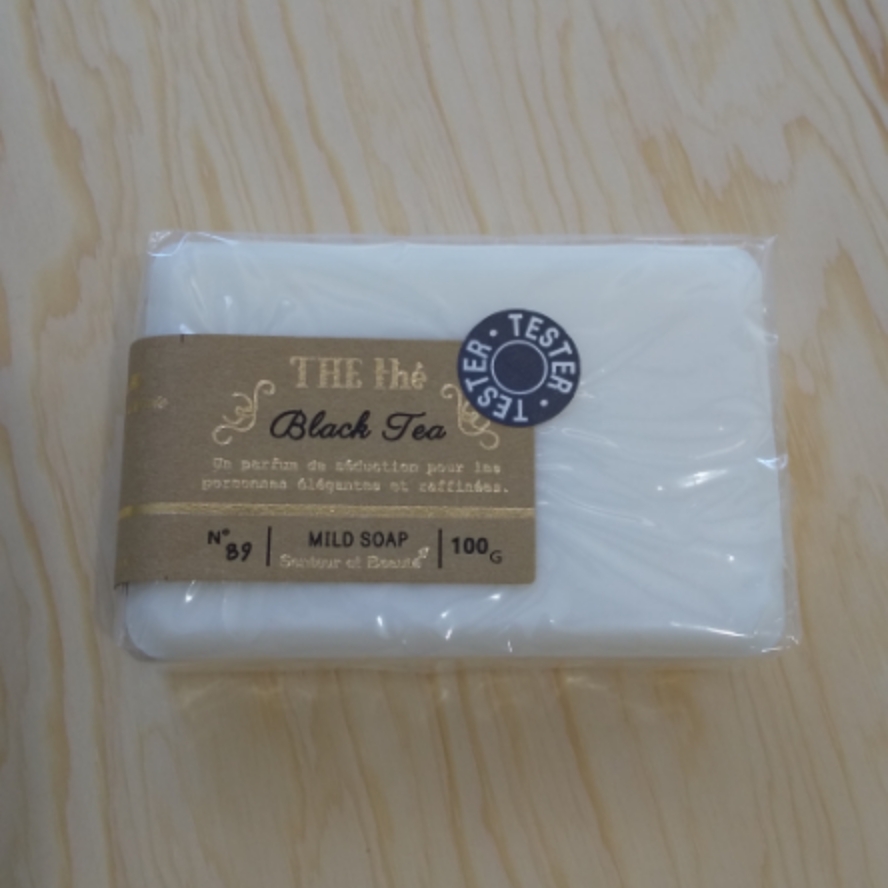 THE thé
Black Tea
Un parfum de séduction pour les
personnes élégantes et raffinées.
N° 89
MILD SOAP
100G
Senteur et Beauté
TESTER · TESTER · TESTER ·